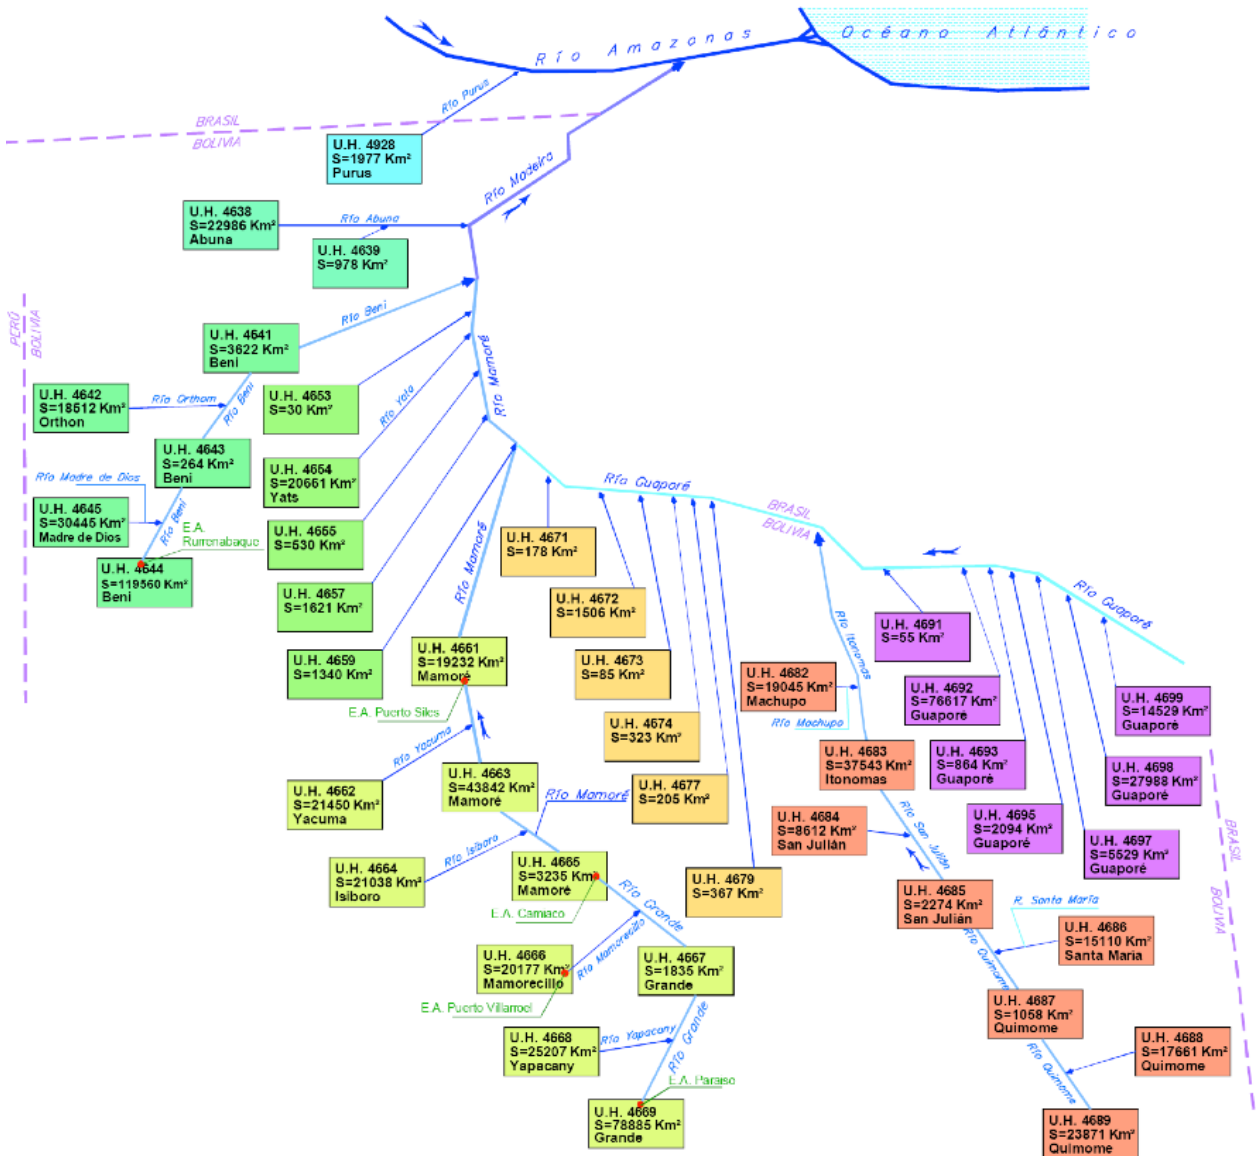 Río Amazonas
Océano Atlántico
Río Purus
BRASIL
BOLIVIA
U.H. 4928
S=1977 Km²
Purus
Río Madeira
U.H. 4638
S=22986 Km²
Abuna
Río Abuna
U.H. 4639
S=978 Km²
PERÚ
BOLIVIA
Río Beni
U.H. 4641
S=3622 Km²
Beni
Río Mamoré
U.H. 4642
S=18512 Km²
Orthon
Río Orthom
Río Beni
U.H. 4653
S=30 Km²
Río Yata
U.H. 4643
S=264 Km²
Beni
Río Madre de Dios
U.H. 4654
S=20661 Km²
Yats
U.H. 4645
S=30445 Km²
Madre de Dios
Río Beni
E.A.
Rurrenabaque
U.H. 4655
S=530 Km²
U.H. 4644
S=119560 Km²
Beni
U.H. 4657
S=1621 Km²
U.H. 4659
S=1340 Km²
Río Mamoré
Río Guaporé
BRASIL
BOLIVIA
U.H. 4671
S=178 Km²
U.H. 4672
S=1506 Km²
U.H. 4673
S=85 Km²
U.H. 4674
S=323 Km²
U.H. 4677
S=205 Km²
U.H. 4679
S=367 Km²
U.H. 4661
S=19232 Km²
Mamoré
E.A. Puerto Siles
Río Yacuma
U.H. 4662
S=21450 Km²
Yacuma
U.H. 4663
S=43842 Km²
Mamoré
Río Mamoré
Río Isiboro
U.H. 4664
S=21038 Km²
Isiboro
U.H. 4665
S=3235 Km²
Mamoré
E.A. Camiaco
Río Grande
U.H. 4666
S=20177 Km²
Mamorecillo
Río Mamorecillo
E.A. Puerto Villarroel
U.H. 4667
S=1835 Km²
Grande
U.H. 4668
S=25207 Km²
Yapacany
Río Yapacany
Río Grande
E.A. Paraiso
U.H. 4669
S=78885 Km²
Grande
Río Guaporé
Río Itonomas
U.H. 4682
S=19045 Km²
Machupo
Río Machupo
U.H. 4683
S=37543 Km²
Itonomas
U.H. 4684
S=8612 Km²
San Julián
Río San Julián
U.H. 4685
S=2274 Km²
San Julián
R. Santa María
U.H. 4686
S=15110 Km²
Santa Maria
Río Quimome
U.H. 4687
S=1058 Km²
Quimome
U.H. 4688
S=17661 Km²
Quimome
Río Quimome
U.H. 4689
S=23871 Km²
Quimome
U.H. 4691
S=55 Km²
U.H. 4692
S=76617 Km²
Guaporé
U.H. 4693
S=864 Km²
Guaporé
U.H. 4695
S=2094 Km²
Guaporé
U.H. 4697
S=5529 Km²
Guaporé
U.H. 4698
S=27988 Km²
Guaporé
U.H. 4699
S=14529 Km²
Guaporé
BRASIL
BOLIVIA